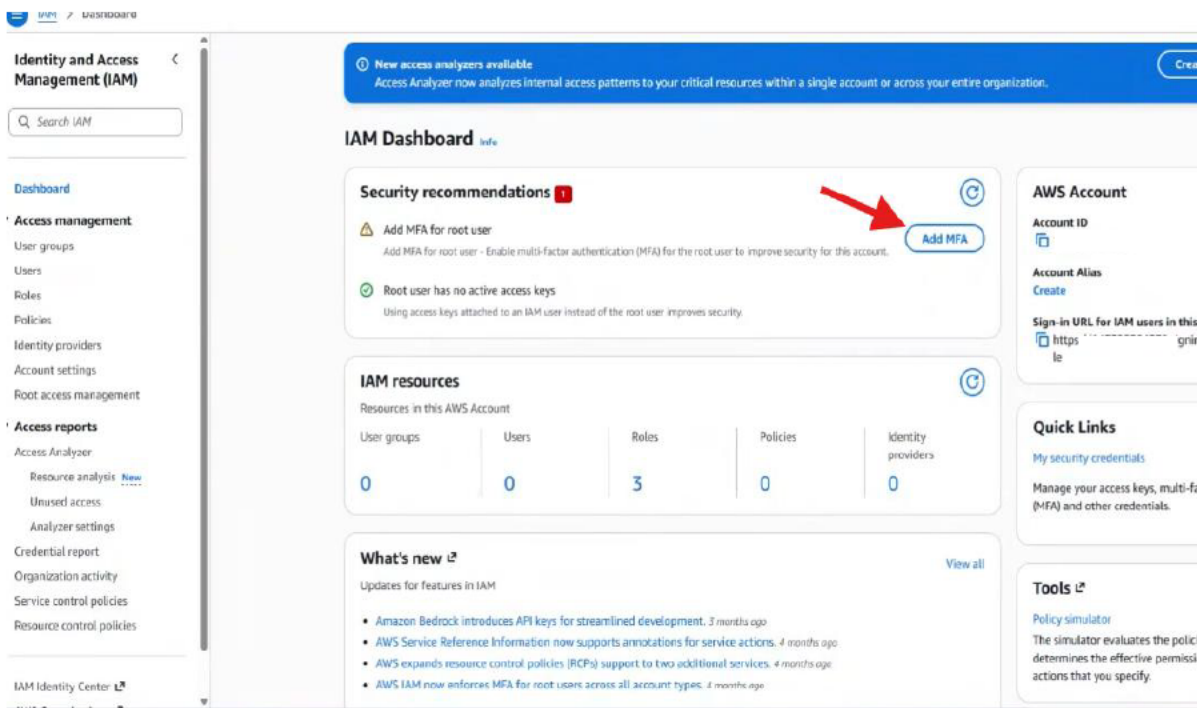 IAM > Dashboard
Identity and Access
Management (IAM)
Search IAM
Dashboard
Access management
User groups
Users
Roles
Policies
Identity providers
Account settings
Root access management
Access reports
Access Analyzer
Resource analysis New
Unused access
Analyzer settings
Credential report
Organization activity
Service control policies
Resource control policies
IAM Identity Center
New access analyzers available
Access Analyzer now analyzes internal access patterns to your critical resources within a single account or across your entire organization.
Crea
IAM Dashboard Info
Security recommendations 1
Add MFA for root user
Add MFA for root user - Enable multi-factor authentication (MFA) for the root user to improve security for this account.
Add MFA
Root user has no active access keys
Using access keys attached to an IAM user instead of the root user improves security.
IAM resources
Resources in this AWS Account
User groups
Users
Roles
Policies
Identity
providers
0
0
3
0
0
What's new
View all
Updates for features in IAM
• Amazon Bedrock introduces API keys for streamlined development. 3 months ago
• AWS Service Reference Information now supports annotations for service actions. 4 months ago
• AWS expands resource control policies (RCPs) support to two additional services. 4 months ago
• AWS IAM now enforces MFA for root users across all account types. 4 months ago
AWS Account
Account ID
Account Alias
Create
Sign-in URL for IAM users in this
https gnin
le
Quick Links
My security credentials
Manage your access keys, multi-fa
(MFA) and other credentials.
Tools
Policy simulator
The simulator evaluates the polici
determines the effective permissi
actions that you specify.